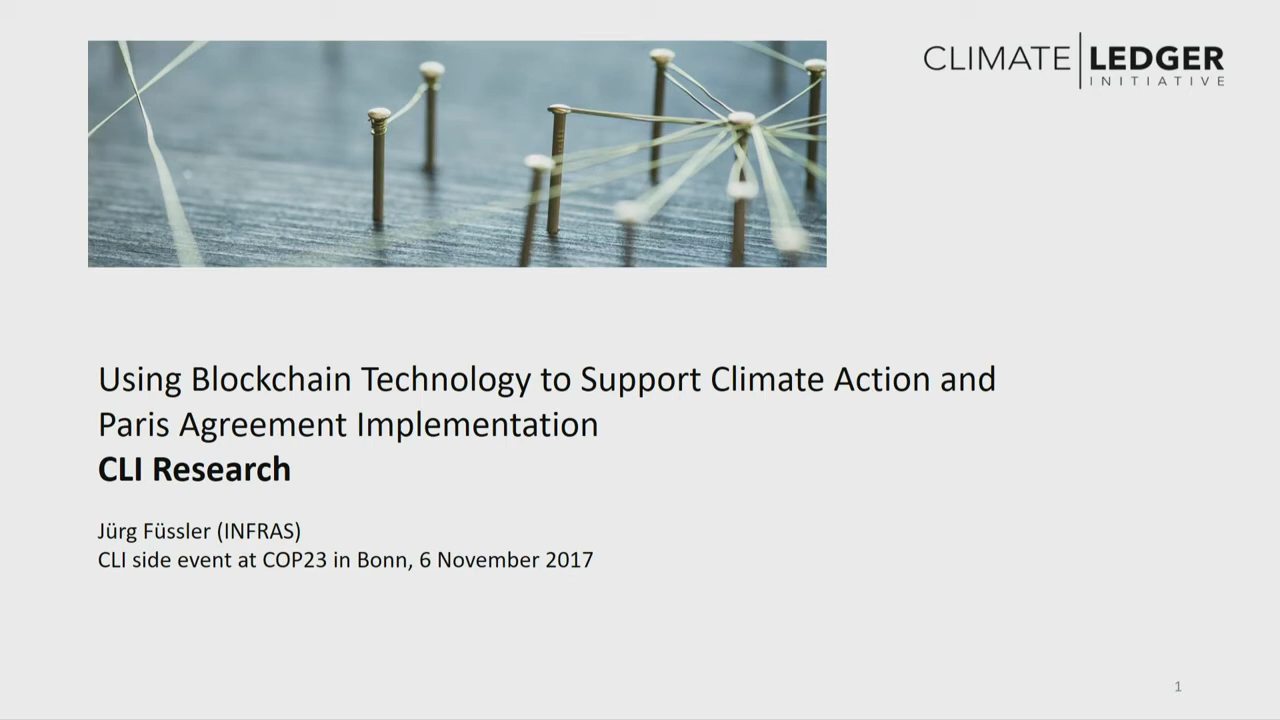 CLIMATE LEDGER
INITIATIVE
Using Blockchain Technology to Support Climate Action and
Paris Agreement Implementation
CLI Research
Jürg Füssler (INFRAS)
CLI side event at COP23 in Bonn, 6 November 2017
1